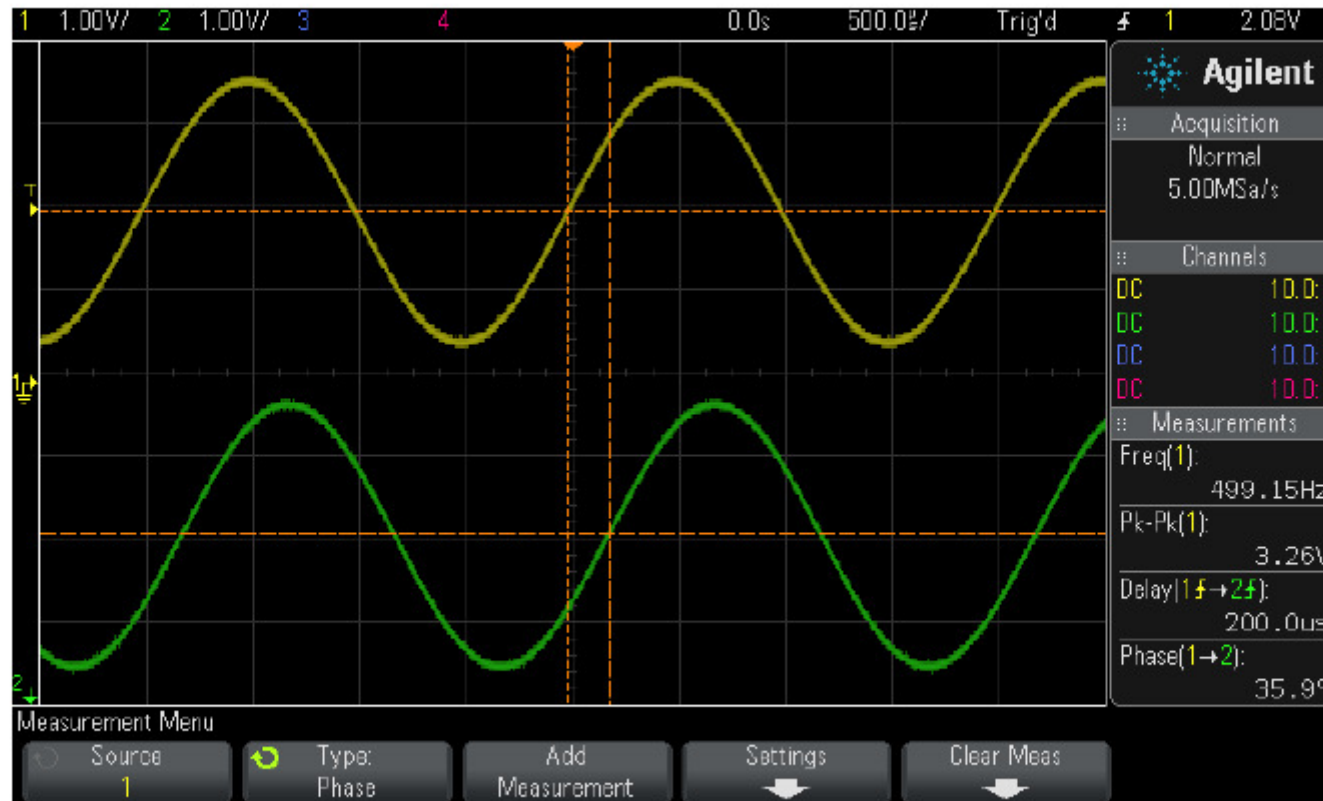 1 1.00V/ 2 1.00V/ 3 4 0.0s 500.0㎲/ Trig'd 1 2.08V
Agilent
Acquisition
Normal
5.00MSa/s
Channels
DC 10.0:
DC 10.0:
DC 10.0:
DC 10.0:
Measurements
Freq(1):
499.15Hz
Pk-Pk(1):
3.26V
Delay(1→2):
200.0us
Phase(1→2):
35.9°
T
1
2
Measurement Menu
Source
1
Type:
Phase
Add
Measurement
Settings
Clear Meas